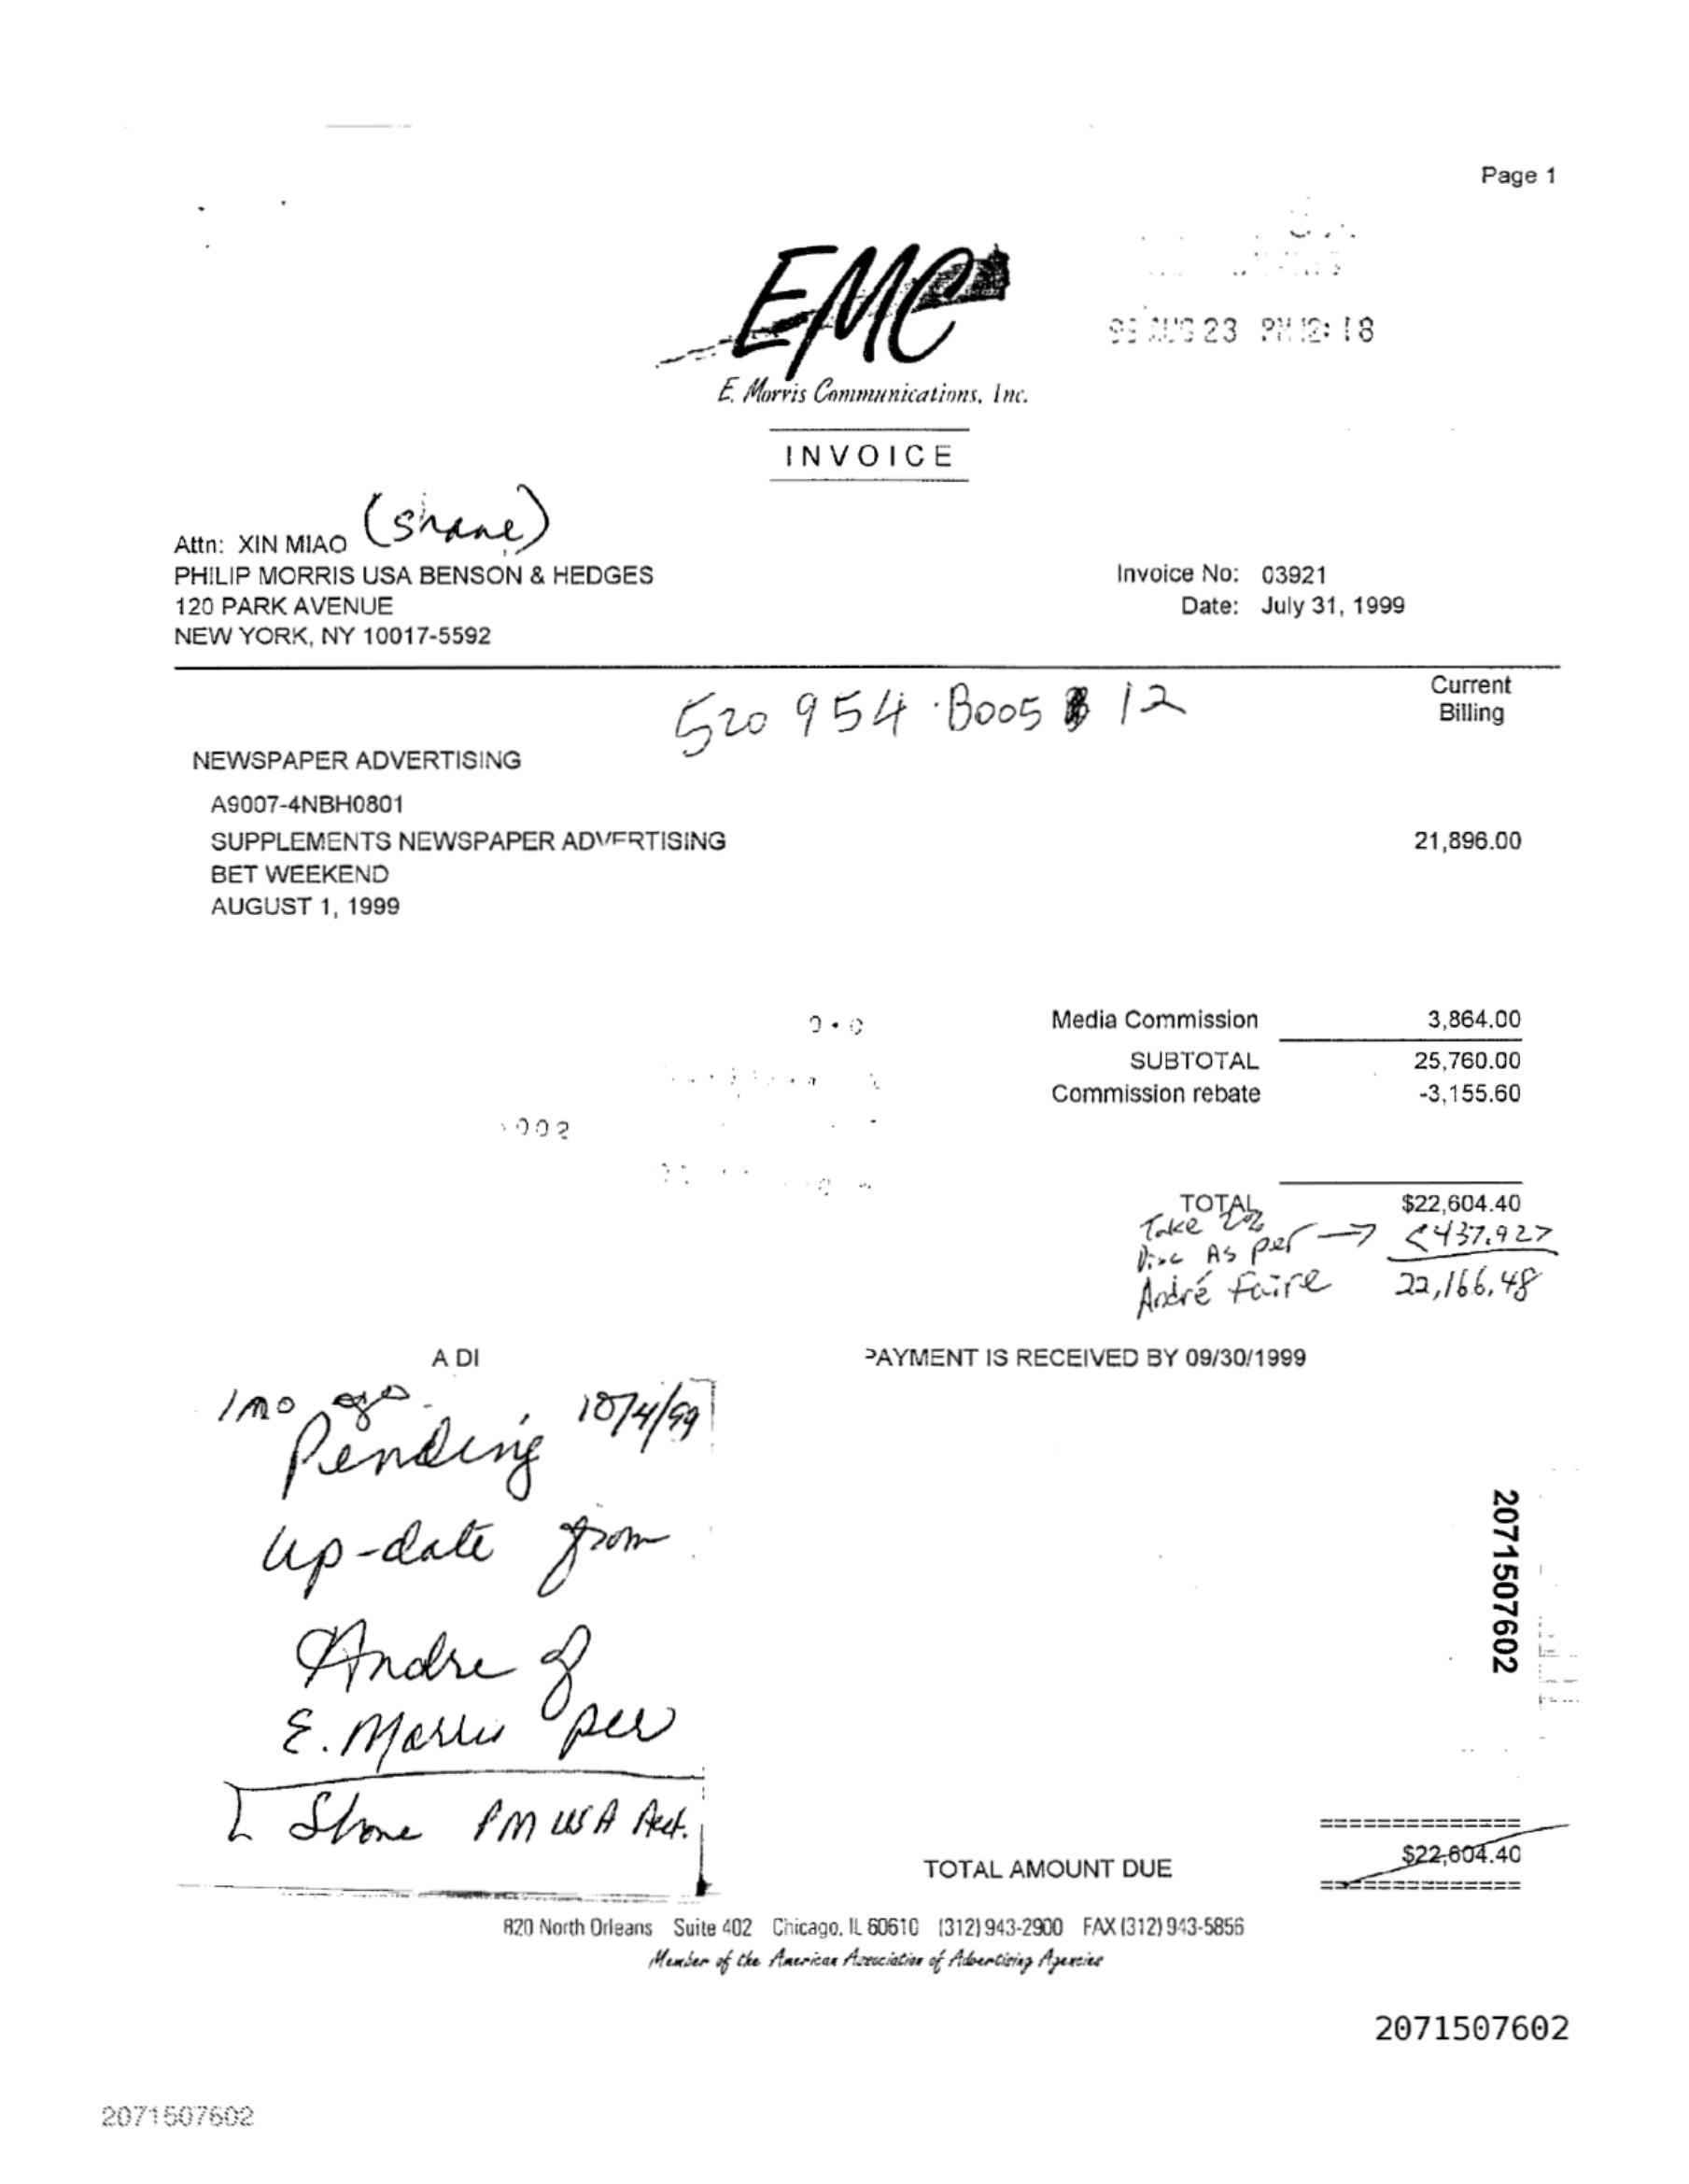 Page 1
EMC
E. Morris Communications, Inc.
PM 12:18
INVOICE
(Shane)
Attn: XIN MIAO
PHILIP MORRIS USA BENSON & HEDGES
120 PARK AVENUE
NEW YORK, NY 10017-5592
Invoice No: 03921
Date: July 31, 1999
Current
Billing
520 954 B005 12
NEWSPAPER ADVERTISING
A9007-4NBH0801
SUPPLEMENTS NEWSPAPER ADVERTISING 21,896.00
BET WEEKEND
AUGUST 1, 1999
Media Commission 3,864.00
SUBTOTAL 25,760.00
Commission rebate -3,155.60
TOTAL $22,604.40
Take 2%
Disc As per → <437.92>
André Faire 22,166.48
A DI PAYMENT IS RECEIVED BY 09/30/1999
1 mo ago
Pending 10/4/99
up-date from
Andre of
E. Morris per
Shane PM USA Acct.
2071507602
TOTAL AMOUNT DUE $22,604.40
820 North Orleans Suite 402 Chicago, IL 60610 (312) 943-2900 FAX (312) 943-5856
Member of the American Association of Advertising Agencies
2071507602
2071507602